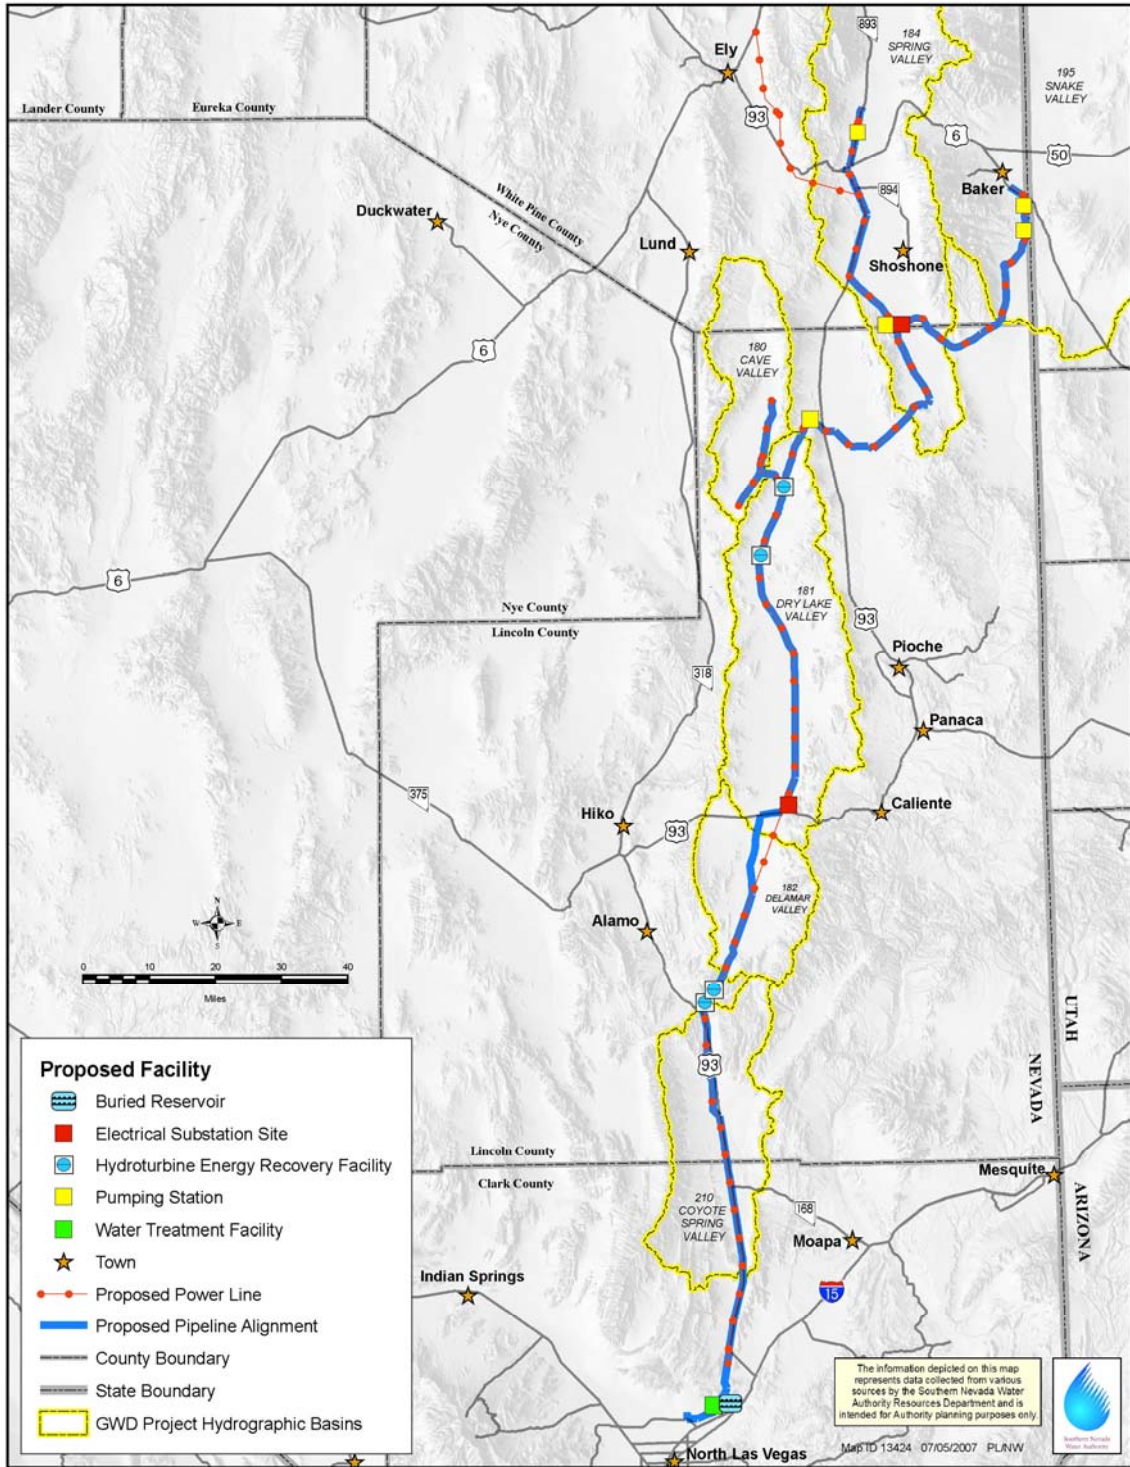 893
184
SPRING
VALLEY
Ely
195
SNAKE
VALLEY
Lander County
Eureka County
93
6
50
Baker
White Pine County
Nye County
894
Duckwater
Lund
Shoshone
6
180
CAVE
VALLEY
6
181
DRY LAKE
VALLEY
Nye County
Lincoln County
93
318
Pioche
Panaca
375
Hiko
93
Caliente
182
DELAMAR
VALLEY
N
W
E
S
Alamo
0
10
20
30
40
Miles
UTAH
NEVADA
ARIZONA
93
Lincoln County
Clark County
Mesquite
210
COYOTE
SPRING
VALLEY
168
Moapa
Indian Springs
15
North Las Vegas
Proposed Facility
Buried Reservoir
Electrical Substation Site
Hydroturbine Energy Recovery Facility
Pumping Station
Water Treatment Facility
Town
Proposed Power Line
Proposed Pipeline Alignment
County Boundary
State Boundary
GWD Project Hydrographic Basins
The information depicted on this map
represents data collected from various
sources by the Southern Nevada Water
Authority Resources Department and is
intended for Authority planning purposes only.
Map ID 13424 07/05/2007 PL/NW
Southern Nevada
Water Authority